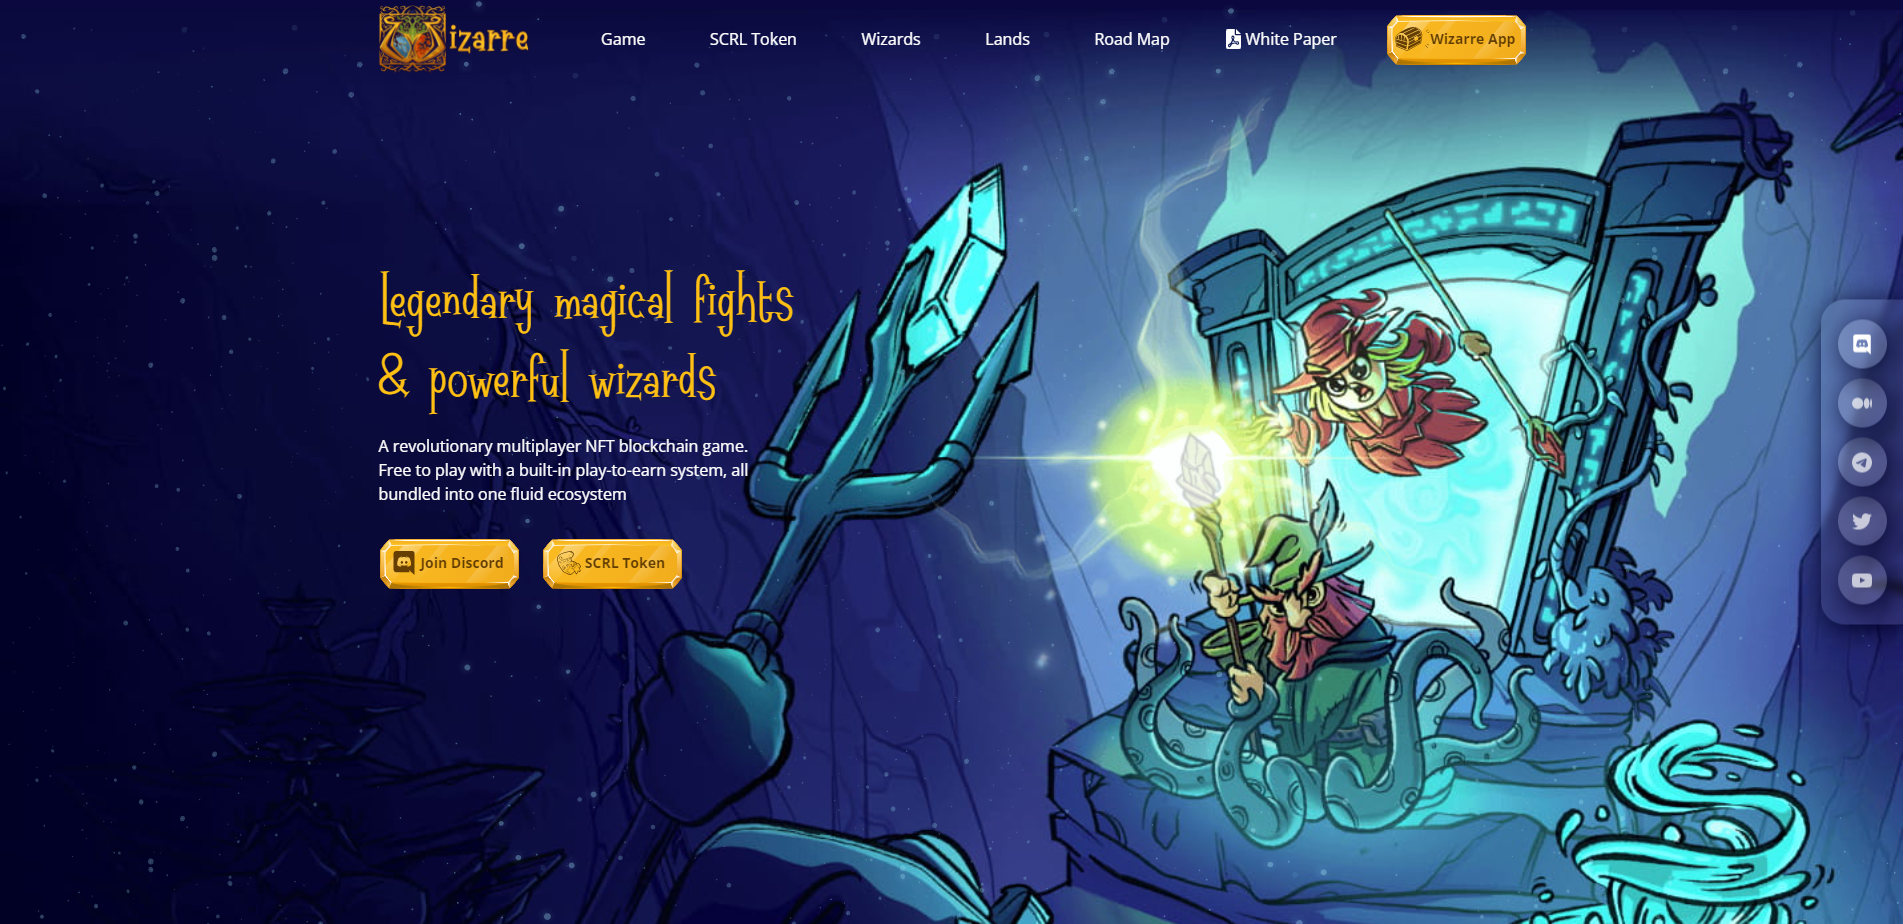 Wizarre
Game
SCRL Token
Wizards
Lands
Road Map
White Paper
Wizarre App
Legendary magical fights
& powerful wizards
A revolutionary multiplayer NFT blockchain game.
Free to play with a built-in play-to-earn system, all
bundled into one fluid ecosystem
Join Discord
SCRL Token